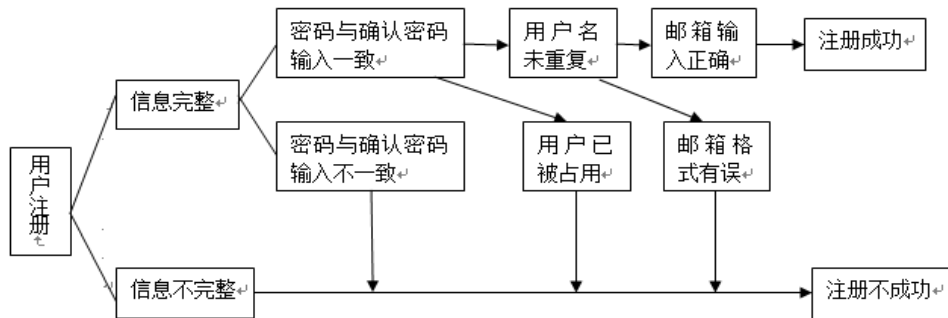 密码与确认密码
输入一致
用户名
未重复
邮箱输
入正确
注册成功
信息完整
密码与确认密码
输入不一致
用户已
被占用
邮箱格
式有误
用户注册
信息不完整
注册不成功